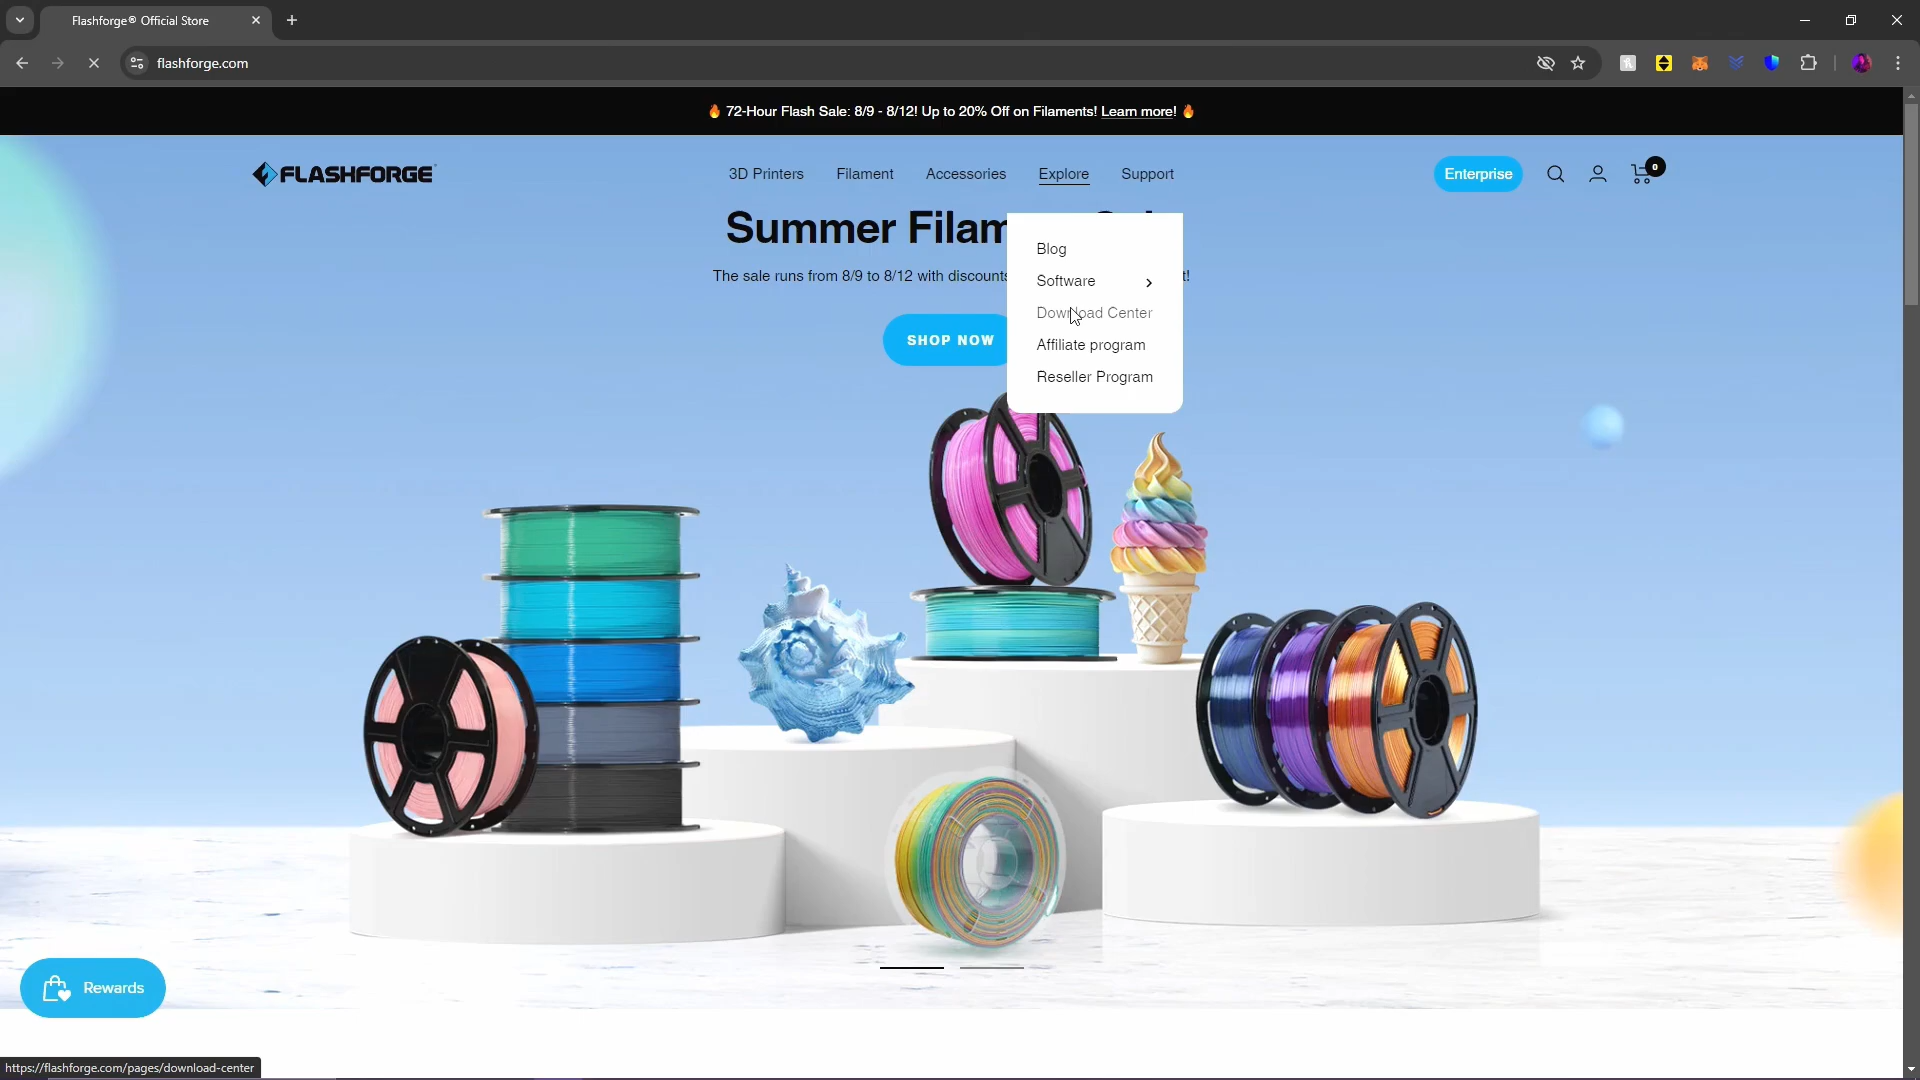 Flashforge® Official Store
flashforge.com
🔥 72-Hour Flash Sale: 8/9 - 8/12! Up to 20% Off on Filaments! Learn more! 🔥
FLASHFORGE
3D Printers
Filament
Accessories
Explore
Support
Enterprise
0
Summer Filam
The sale runs from 8/9 to 8/12 with discounts
t!
SHOP NOW
Blog
Software
Download Center
Affiliate program
Reseller Program
Rewards
https://flashforge.com/pages/download-center